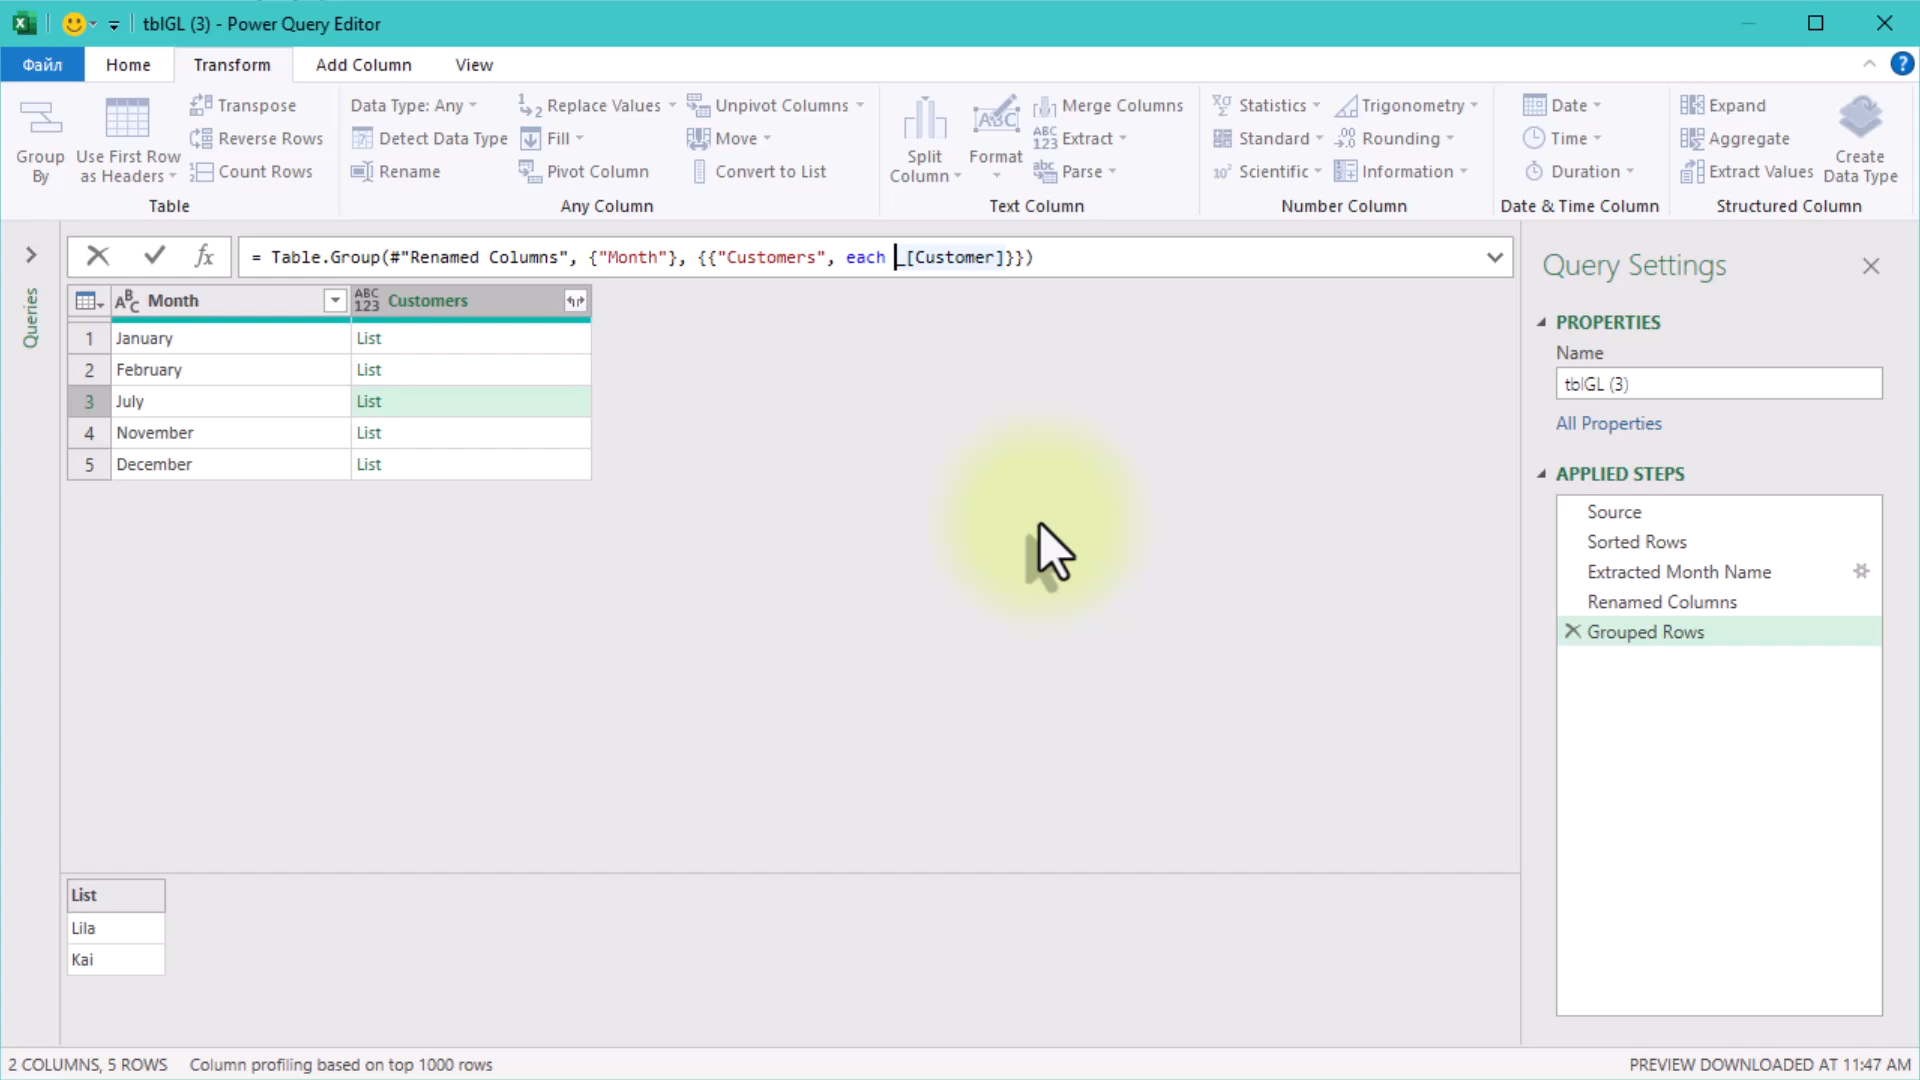 tblGL (3) - Power Query Editor
Файл Home Transform Add Column View
Group By
Use First Row as Headers
Transpose
Reverse Rows
Count Rows
Table
Data Type: Any
Detect Data Type
Rename
Replace Values
Fill
Pivot Column
Unpivot Columns
Move
Convert to List
Any Column
Split Column
Format
Merge Columns
Extract
Parse
Text Column
Statistics
Standard
Scientific
Trigonometry
Rounding
Information
Number Column
Date
Time
Duration
Date & Time Column
Expand
Aggregate
Extract Values
Create Data Type
Structured Column
Queries
= Table.Group(#"Renamed Columns", {"Month"}, {{"Customers", each _[Customer]}})
Month Customers
1 January List
2 February List
3 July List
4 November List
5 December List
List
Lila
Kai
Query Settings
PROPERTIES
Name
tblGL (3)
All Properties
APPLIED STEPS
Source
Sorted Rows
Extracted Month Name
Renamed Columns
Grouped Rows
2 COLUMNS, 5 ROWS Column profiling based on top 1000 rows
PREVIEW DOWNLOADED AT 11:47 AM